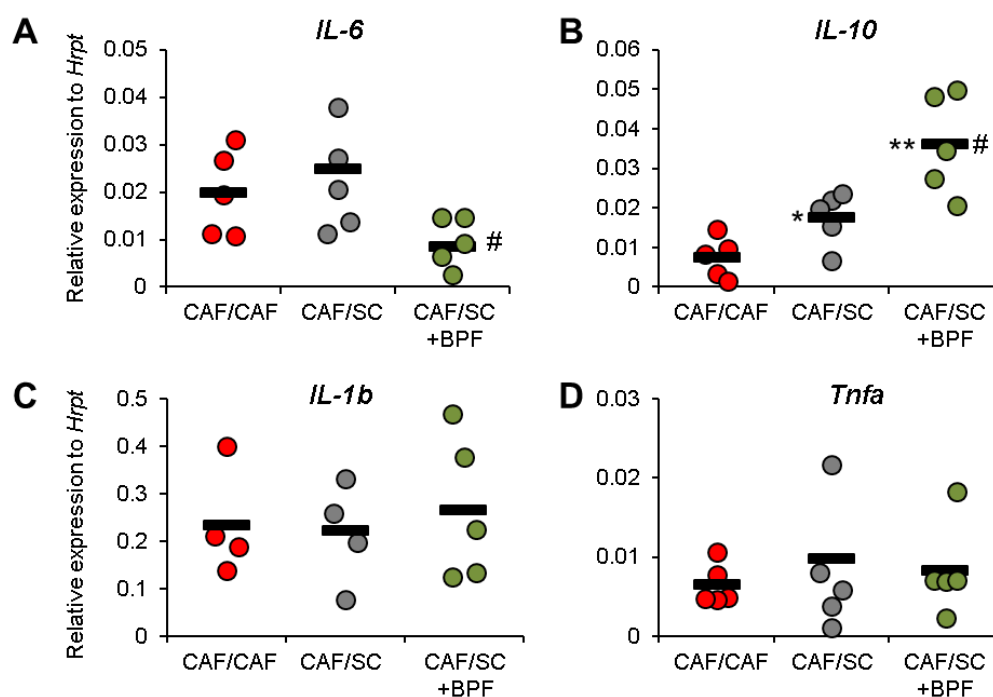 A
IL-6
Relative expression to Hrpt
0.05
0.04
0.03
0.02
0.01
0
#
CAF/CAF
CAF/SC
CAF/SC
+BPF
B
IL-10
0.06
0.05
0.04
0.03
0.02
0.01
0
*
**
#
CAF/CAF
CAF/SC
CAF/SC
+BPF
C
IL-1b
Relative expression to Hrpt
0.5
0.4
0.3
0.2
0.1
0
CAF/CAF
CAF/SC
CAF/SC
+BPF
D
Tnfa
0.03
0.02
0.01
0
CAF/CAF
CAF/SC
CAF/SC
+BPF